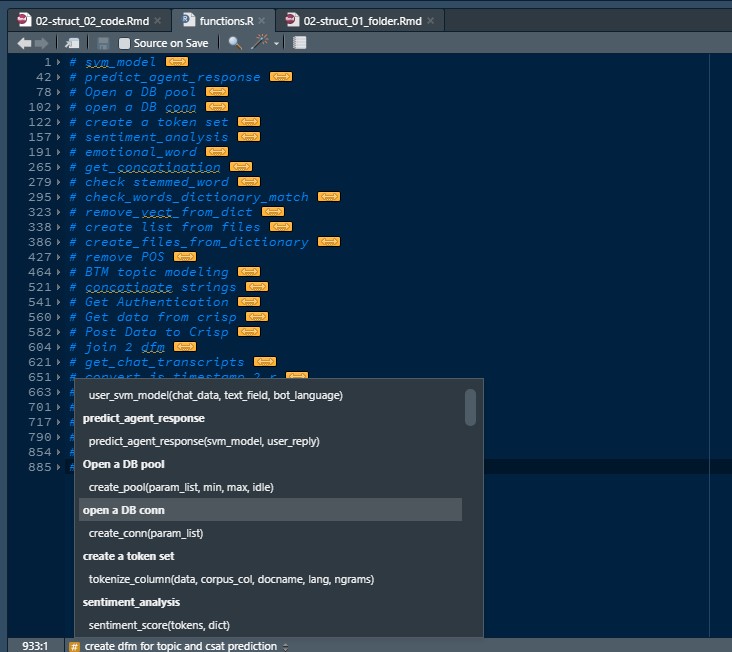 02-struct_02_code.Rmd
functions.R
02-struct_01_folder.Rmd
Source on Save
1 # svm_model
42 # predict_agent_response
78 # Open a DB pool
102 # open a DB conn
122 # create a token set
157 # sentiment_analysis
191 # emotional_word
265 # get_concatination
279 # check stemmed_word
295 # check_words_dictionary_match
323 # remove_vect_from_dict
338 # create list from files
386 # create_files_from_dictionary
427 # remove POS
464 # BTM topic modeling
521 # concatinate strings
541 # Get Authentication
560 # Get data from crisp
582 # Post Data to Crisp
604 # join 2 dfm
621 # get_chat_transcripts
651 # convert_js_timestamp_2_r
663 #
701 #
717 #
790 #
854 #
885 #
user_svm_model(chat_data, text_field, bot_language)
predict_agent_response
predict_agent_response(svm_model, user_reply)
Open a DB pool
create_pool(param_list, min, max, idle)
open a DB conn
create_conn(param_list)
create a token set
tokenize_column(data, corpus_col, docname, lang, ngrams)
sentiment_analysis
sentiment_score(tokens, dict)
933:1 # create dfm for topic and csat prediction